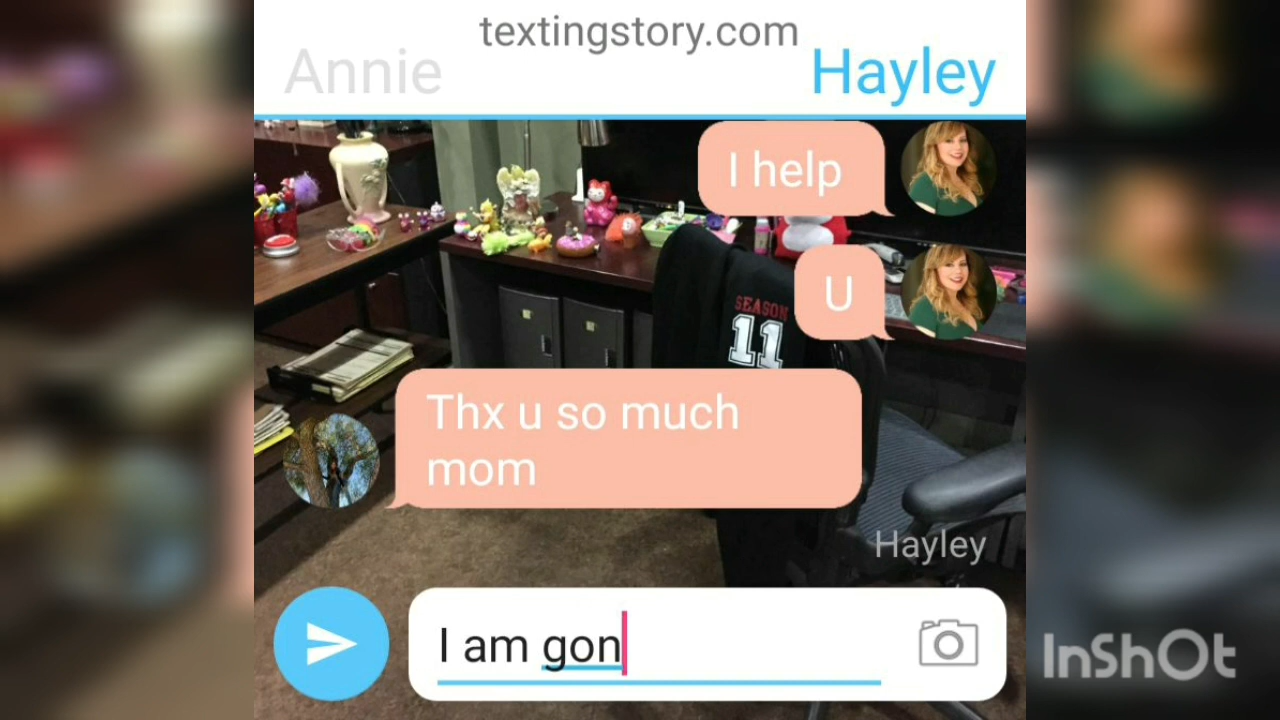 textingstory.com
Annie
Hayley
I help
U
SEASON
11
Thx u so much
mom
Hayley
I am gon
InShOt